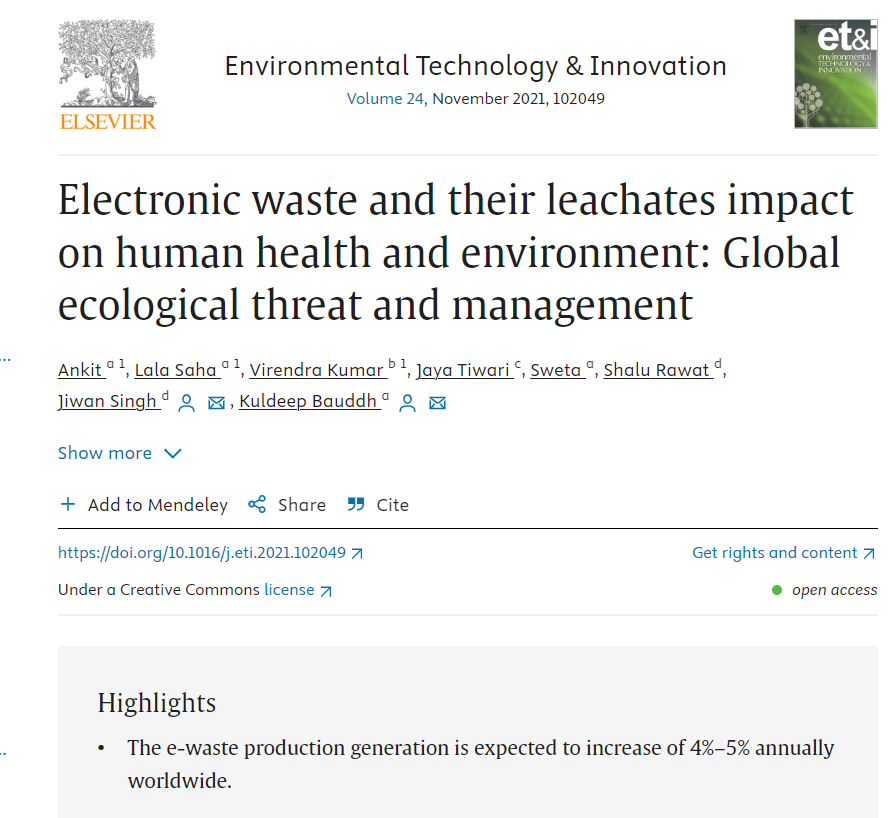 ELSEVIER
Environmental Technology & Innovation
Volume 24, November 2021, 102049
et&i
environmental
TECHNOLOGY &
INNOVATION
Electronic waste and their leachates impact
on human health and environment: Global
ecological threat and management
Ankit a 1, Lala Saha a 1, Virendra Kumar b 1, Jaya Tiwari c, Sweta a, Shalu Rawat d,
Jiwan Singh d , Kuldeep Bauddh a
Show more
Add to Mendeley Share Cite
https://doi.org/10.1016/j.eti.2021.102049 Get rights and content
Under a Creative Commons license open access
Highlights
• The e-waste production generation is expected to increase of 4%–5% annually
worldwide.